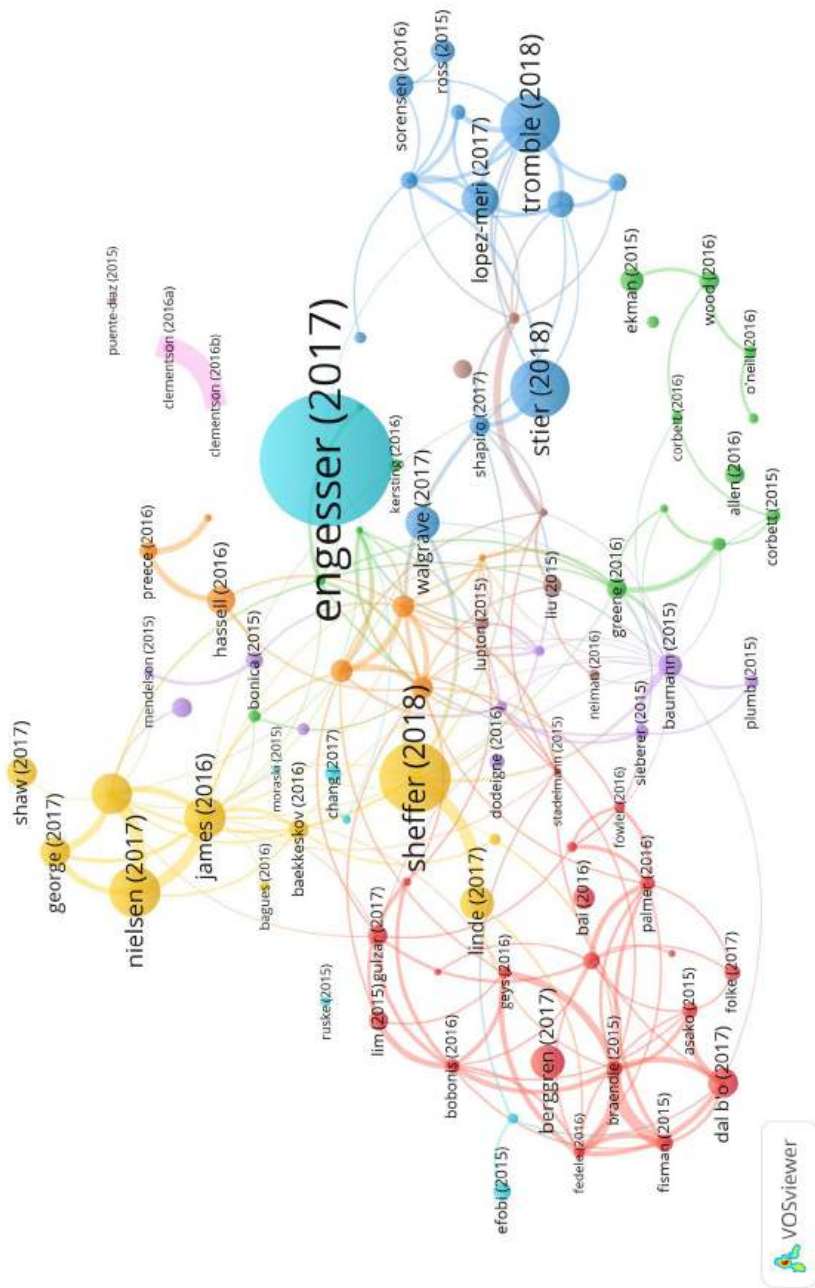 puente-diaz (2015)
clementson (2016a)
clementson (2016b)
shaw (2017)
george (2017)
nielsen (2017)
james (2016)
bagues (2016)
baekkeskov (2016)
moraski (2015)
chang (2017)
ruske (2015)
mendelson (2015)
bonica (2015)
preece (2016)
hassell (2016)
engesser (2017)
kersting (2016)
walgrave (2017)
sheffer (2018)
linde (2017)
gulzar (2017)
lim (2015)
geys (2016)
bobonis (2016)
berggren (2017)
efobi (2015)
fedele (2016)
braendle (2015)
fisman (2015)
dal b'o (2017)
asako (2015)
folke (2017)
bai (2016)
palmer (2016)
fowler (2016)
stadelmann (2015)
dodeigne (2016)
lupton (2015)
liu (2015)
neiman (2016)
sieberer (2015)
baumann (2015)
plumb (2015)
greene (2016)
corbett (2015)
allen (2016)
corbett (2016)
o'neill (2016)
wood (2016)
ekman (2015)
shapiro (2017)
stier (2018)
lopez-meri (2017)
tromble (2018)
sorensen (2016)
ross (2015)
VOSviewer